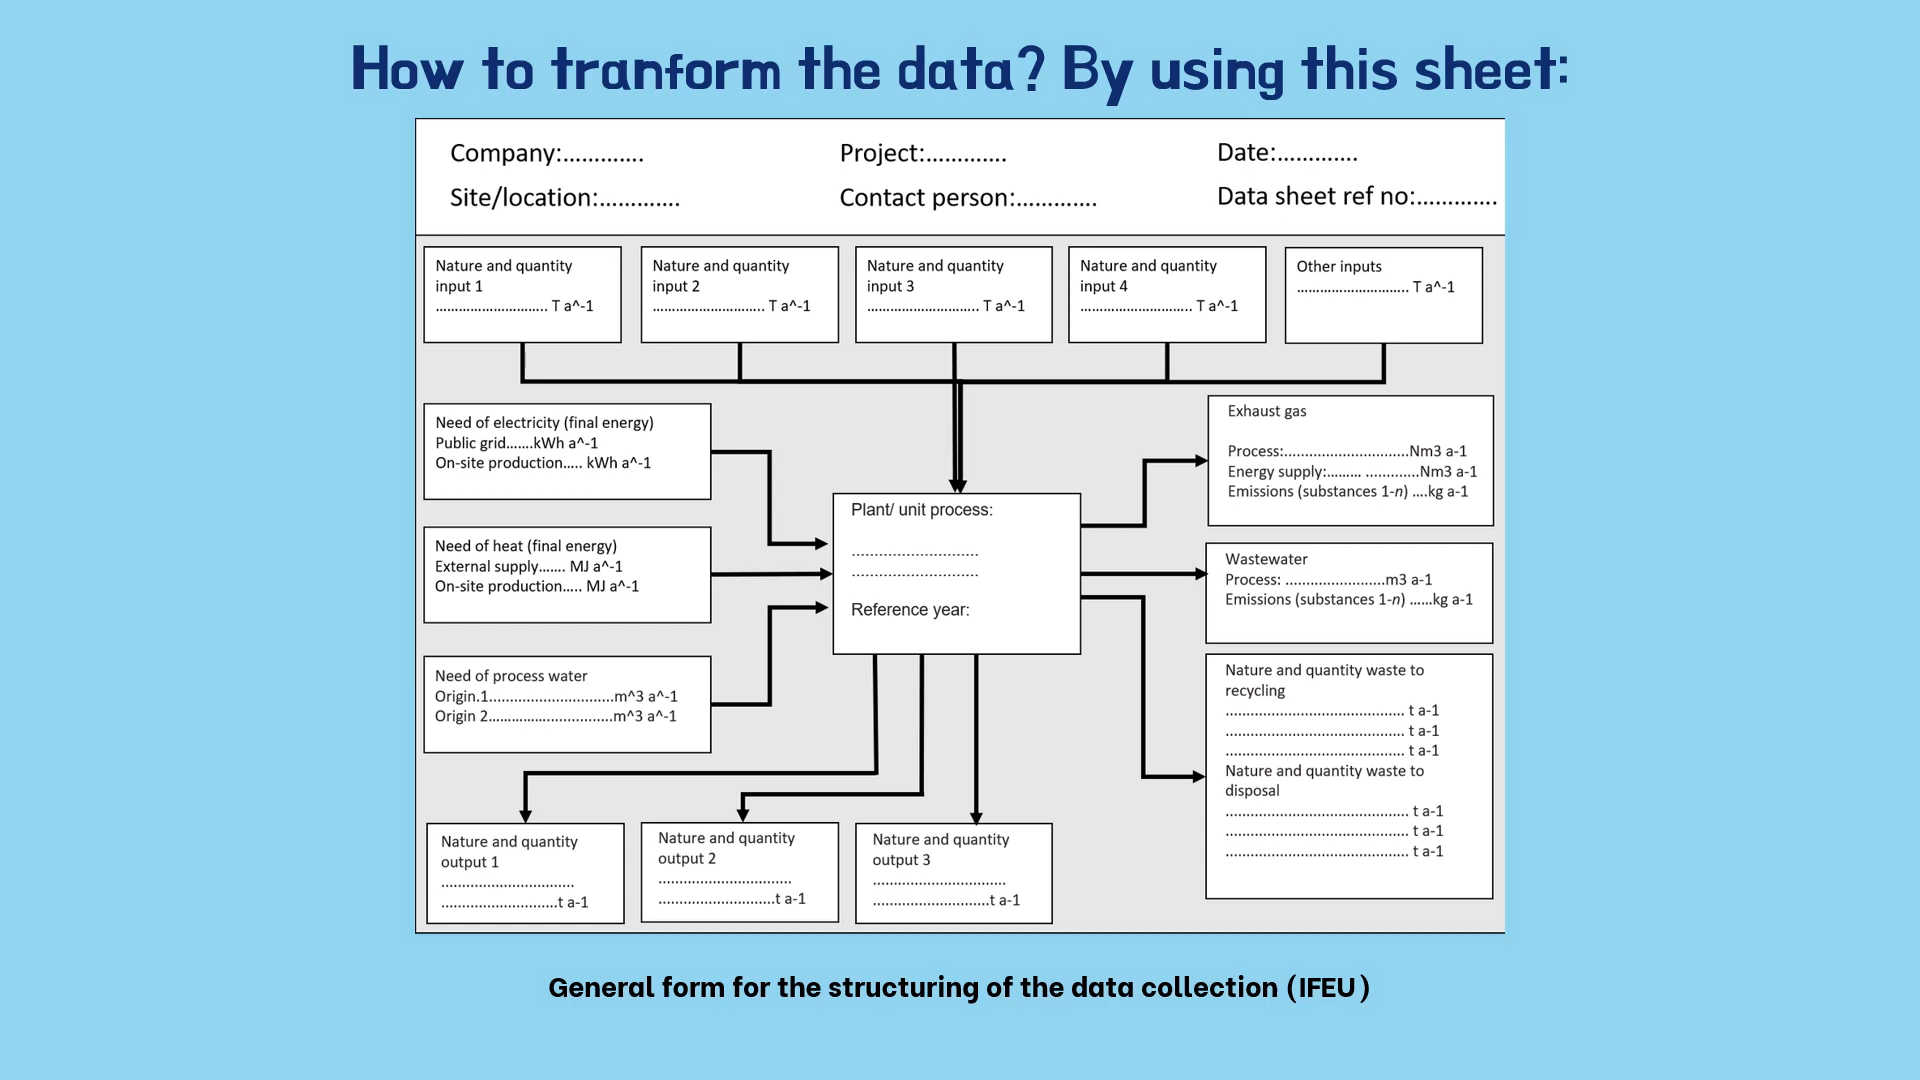 How to tranform the data? By using this sheet:
Company:.............
Project:.............
Date:.............
Site/location:.............
Contact person:.............
Data sheet ref no:.............
Nature and quantity
input 1
............................. T a^-1
Nature and quantity
input 2
............................. T a^-1
Nature and quantity
input 3
............................. T a^-1
Nature and quantity
input 4
............................. T a^-1
Other inputs
............................. T a^-1
Need of electricity (final energy)
Public grid.......kWh a^-1
On-site production..... kWh a^-1
Need of heat (final energy)
External supply....... MJ a^-1
On-site production..... MJ a^-1
Need of process water
Origin.1..............................m^3 a^-1
Origin 2..............................m^3 a^-1
Plant/ unit process:
............................
............................
Reference year:
Exhaust gas
Process:..............................Nm3 a-1
Energy supply:......... .............Nm3 a-1
Emissions (substances 1-n) ....kg a-1
Wastewater
Process: ........................m3 a-1
Emissions (substances 1-n) ......kg a-1
Nature and quantity waste to
recycling
........................................... t a-1
........................................... t a-1
........................................... t a-1
Nature and quantity waste to
disposal
............................................ t a-1
............................................ t a-1
............................................ t a-1
Nature and quantity
output 1
................................
............................t a-1
Nature and quantity
output 2
................................
............................t a-1
Nature and quantity
output 3
................................
............................t a-1
General form for the structuring of the data collection (IFEU)